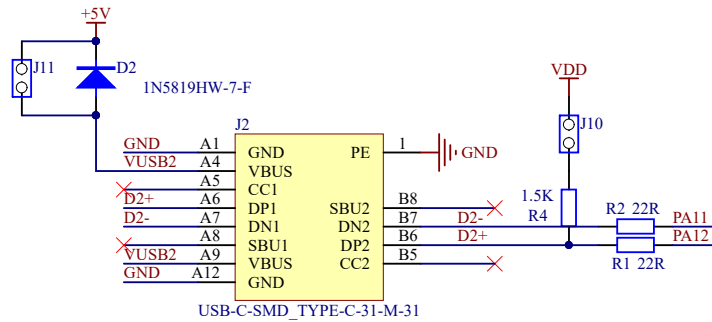 +5V
J11
D2
1N5819HW-7-F
VDD
J10
J2
GND A1 GND PE 1 GND
VUSB2 A4 VBUS
A5 CC1
D2+ A6 DP1 SBU2 B8
D2- A7 DN1 DN2 B7 D2-
A8 SBU1 DP2 B6 D2+
VUSB2 A9 VBUS CC2 B5
GND A12 GND
1.5K
R4
R2 22R PA11
PA12
R1 22R
USB-C-SMD_TYPE-C-31-M-31